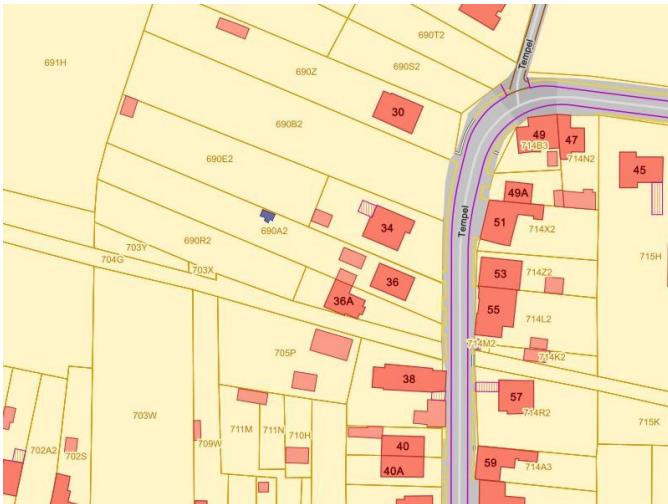 690T2
Tempel
691H
690S2
690Z
30
690B2
49
47
714B3
714N2
690E2
45
49A
51
34
Tempel
714X2
690A2
690R2
703Y
715H
704G
703X
53
714Z2
36
36A
55
714L2
714M2
705P
714K2
38
57
703W
714R2
711M
711N
710H
709W
715K
40
702A2
702S
40A
59
714A3